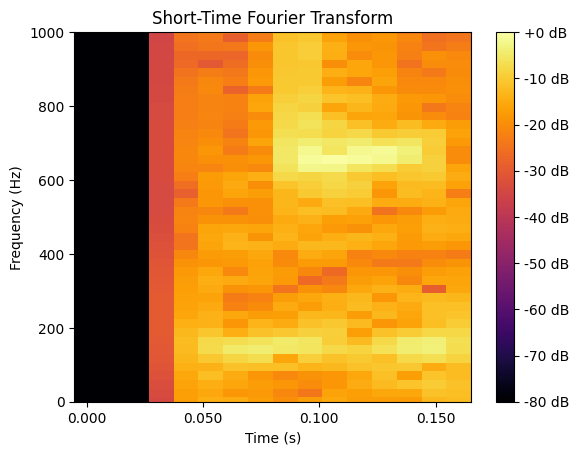 Short-Time Fourier Transform
Frequency (Hz)
1000
800
600
400
200
0
0.000
0.050
0.100
0.150
Time (s)
+0 dB
-10 dB
-20 dB
-30 dB
-40 dB
-50 dB
-60 dB
-70 dB
-80 dB